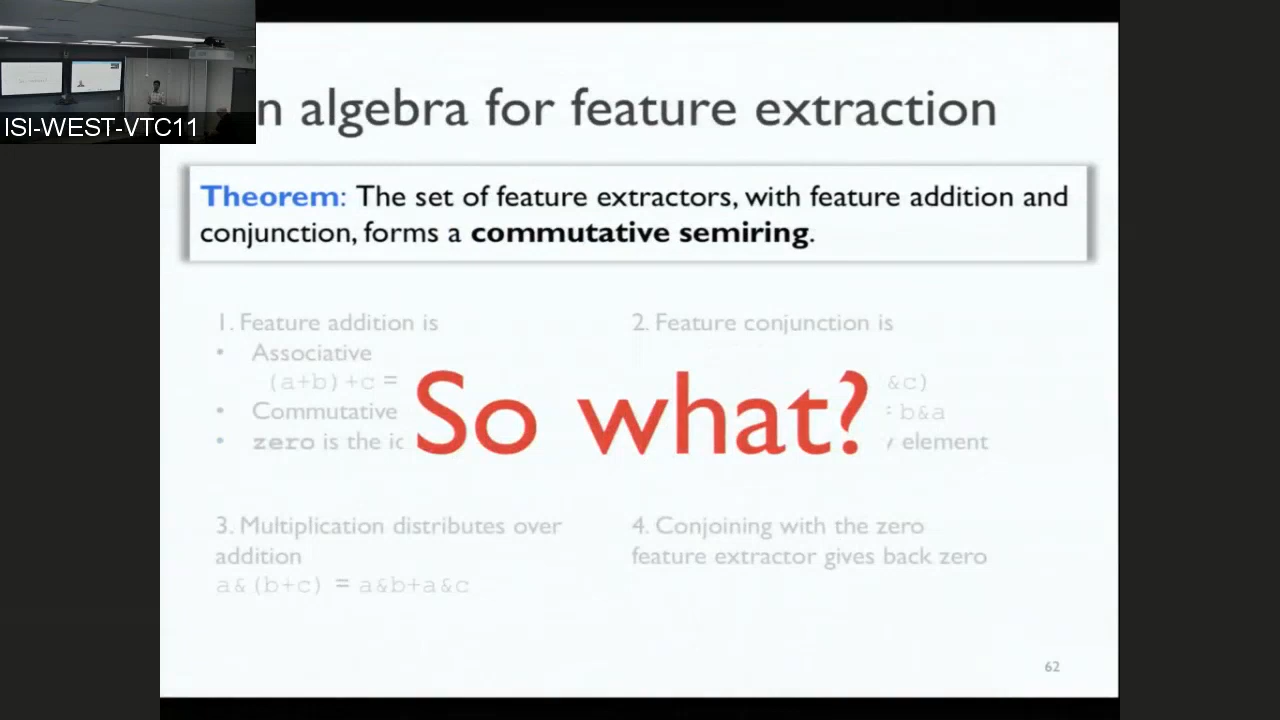 ISI-WEST-VTC11
n algebra for feature extraction
Theorem: The set of feature extractors, with feature addition and
conjunction, forms a commutative semiring.
1. Feature addition is
• Associative
(a+b)+c =
• Commutative
• zero is the
2. Feature conjunction is
&c)
= b&a
element
So what?
3. Multiplication distributes over
addition
a&(b+c) = a&b+a&c
4. Conjoining with the zero
feature extractor gives back zero
62